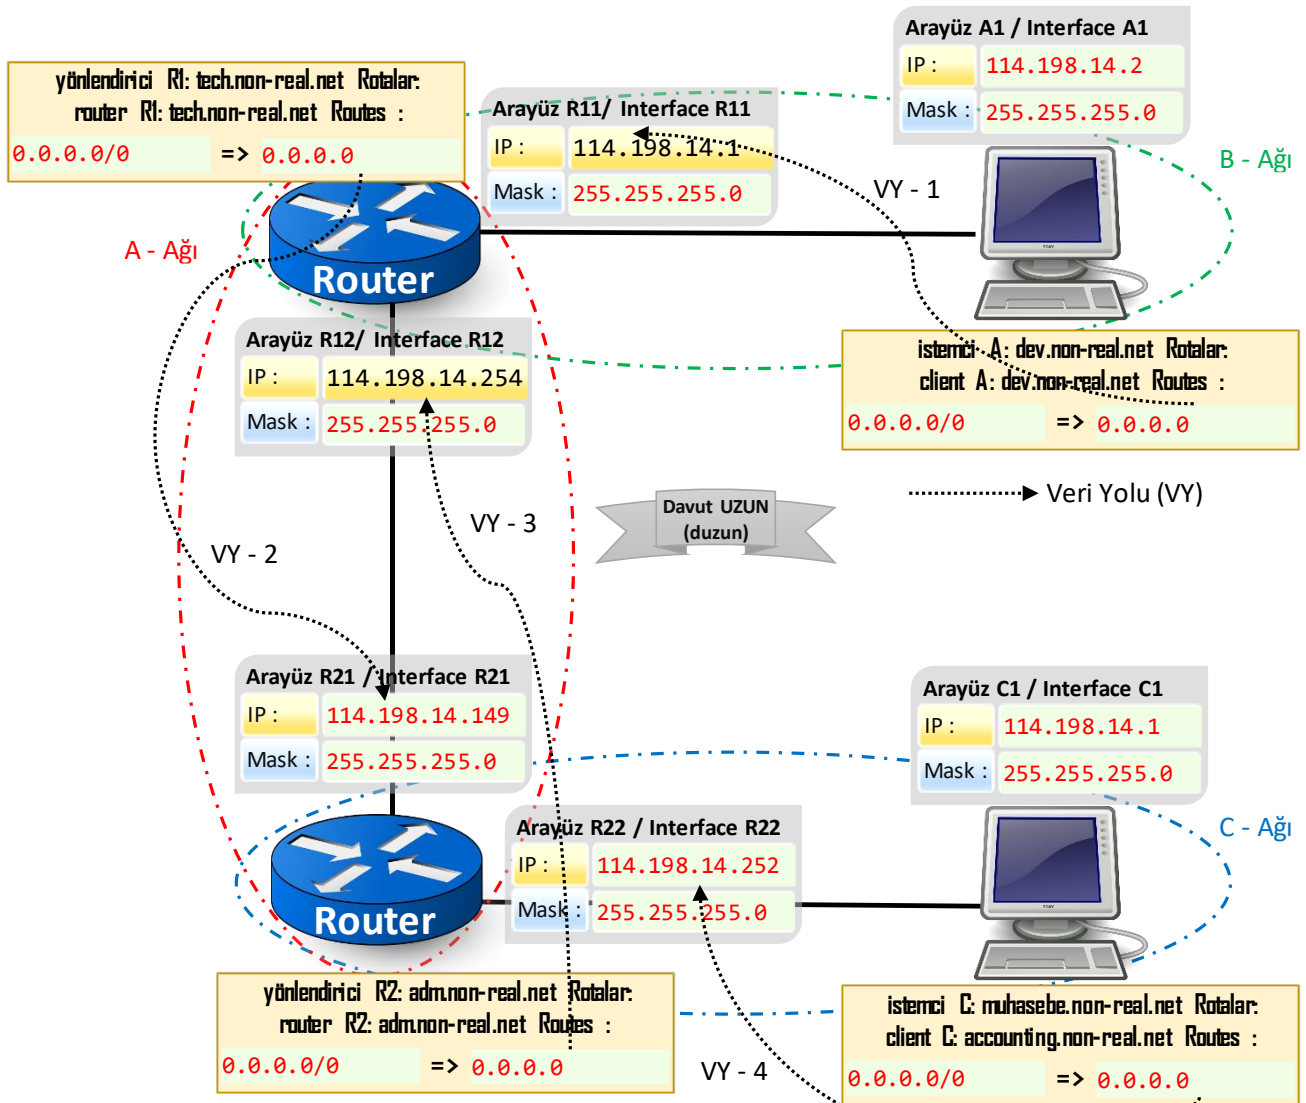 Arayüz A1 / Interface A1
IP : 114.198.14.2
Mask : 255.255.255.0
yönlendirici R1: tech.non-real.net Rotalar:
router R1: tech.non-real.net Routes :
0.0.0.0/0 => 0.0.0.0
Arayüz R11/ Interface R11
IP : 114.198.14.1
Mask : 255.255.255.0
VY - 1
B - Ağı
A - Ağı
Router
Arayüz R12/ Interface R12
IP : 114.198.14.254
Mask : 255.255.255.0
istemci A: dev.non-real.net Rotalar:
client A: dev.non-real.net Routes :
0.0.0.0/0 => 0.0.0.0
Veri Yolu (VY)
Davut UZUN
(duzun)
VY - 3
VY - 2
Arayüz R21 / Interface R21
IP : 114.198.14.149
Mask : 255.255.255.0
Arayüz C1 / Interface C1
IP : 114.198.14.1
Mask : 255.255.255.0
C - Ağı
Arayüz R22 / Interface R22
IP : 114.198.14.252
Mask : 255.255.255.0
Router
yönlendirici R2: adm.non-real.net Rotalar:
router R2: adm.non-real.net Routes :
0.0.0.0/0 => 0.0.0.0
VY - 4
istemci C: muhasebe.non-real.net Rotalar:
client C: accounting.non-real.net Routes :
0.0.0.0/0 => 0.0.0.0